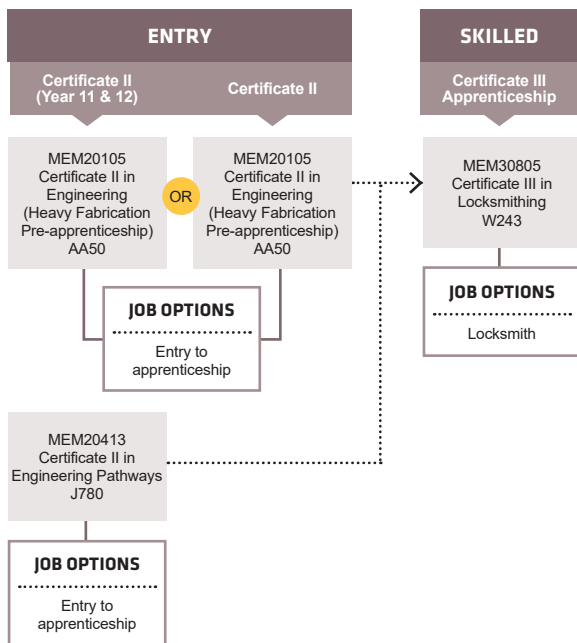 ENTRY
SKILLED
Certificate II
(Year 11 & 12)
Certificate II
Certificate III
Apprenticeship
MEM20105
Certificate II in
Engineering
(Heavy Fabrication
Pre-apprenticeship)
AA50
OR
MEM20105
Certificate II in
Engineering
(Heavy Fabrication
Pre-apprenticeship)
AA50
MEM30805
Certificate III in
Locksmithing
W243
JOB OPTIONS
Entry to
apprenticeship
JOB OPTIONS
Locksmith
MEM20413
Certificate II in
Engineering Pathways
J780
JOB OPTIONS
Entry to
apprenticeship